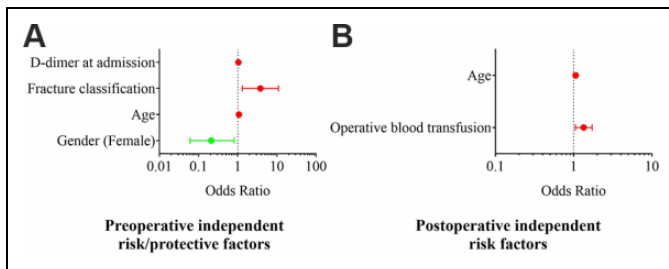 A
D-dimer at admission
Fracture classification
Age
Gender (Female)
0.01 0.1 1 10 100
Odds Ratio
Preoperative independent
risk/protective factors
B
Age
Operative blood transfusion
0.1 1 10
Odds Ratio
Postoperative independent
risk factors